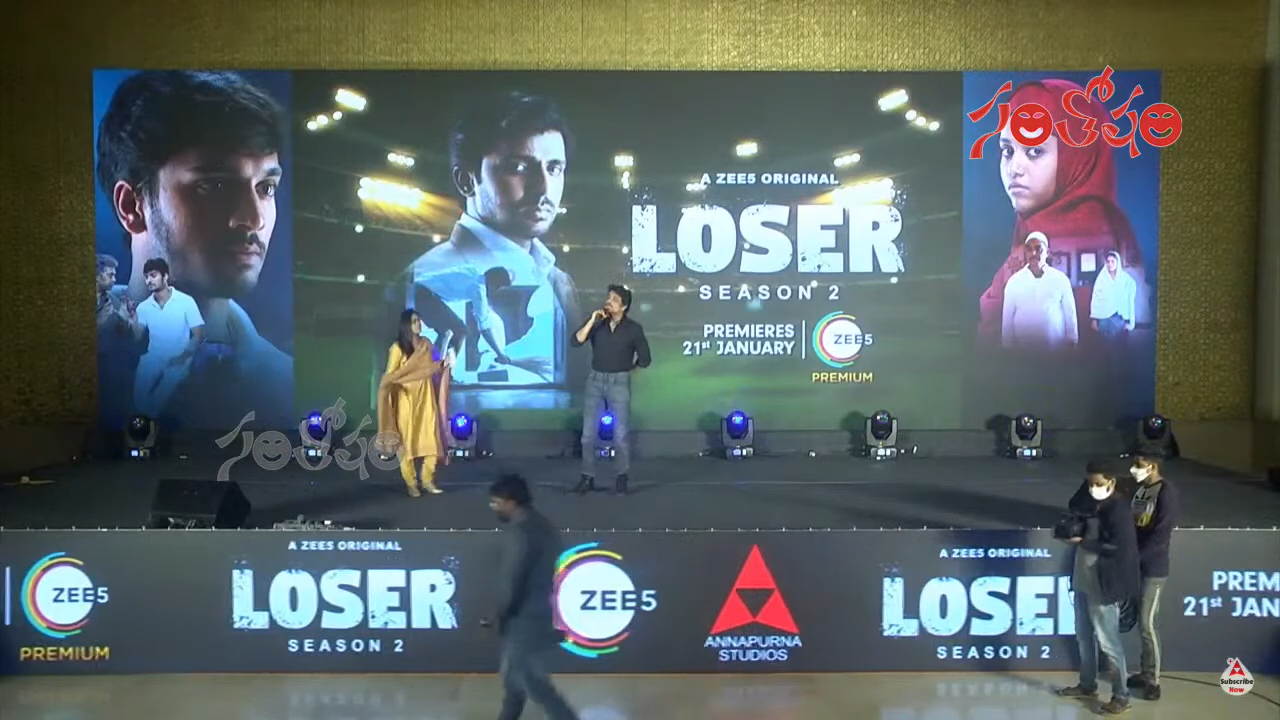 సంతోషం
A ZEE5 ORIGINAL
LOSER
SEASON 2
PREMIERES
21st JANUARY
ZEE5
PREMIUM
సంతోషం
ZEE5
PREMIUM
A ZEE5 ORIGINAL
LOSER
SEASON 2
ZEE5
ANNAPURNA
STUDIOS
A ZEE5 ORIGINAL
LOSE
SEASON 2
PREM
21st JAN
Subscribe
Now